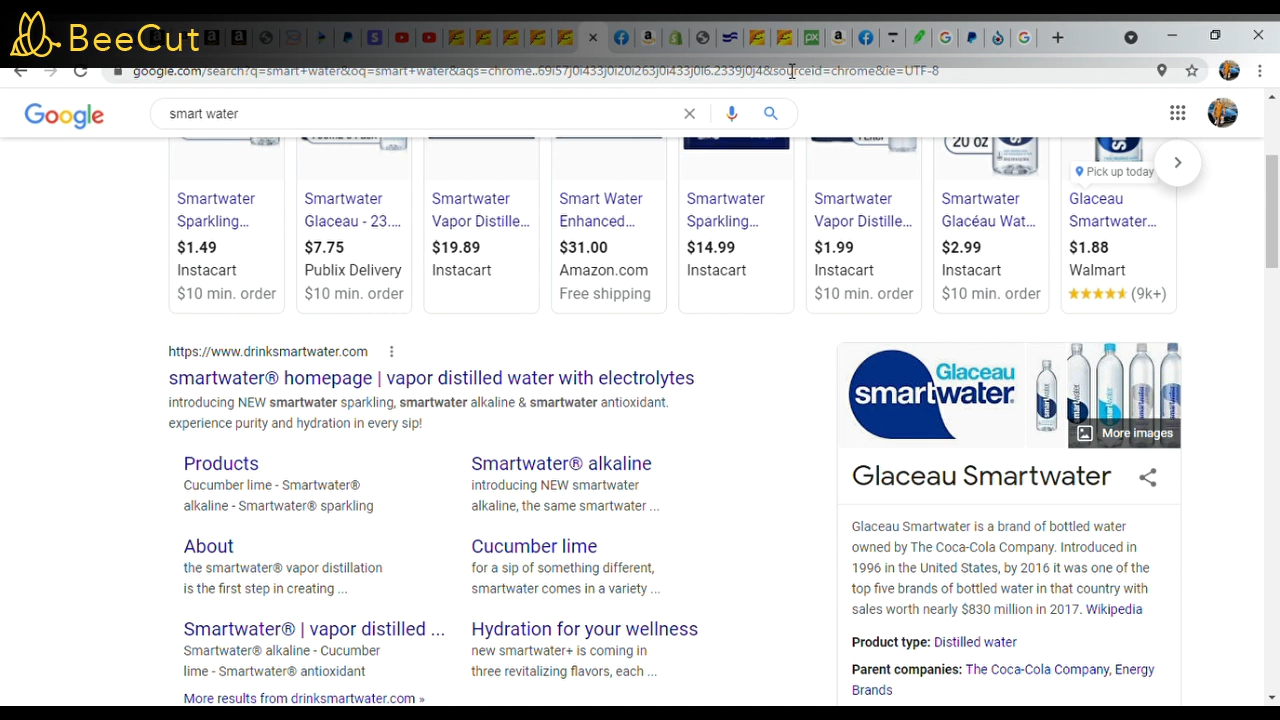 BeeCut
google.com/search?q=smart+water&oq=smart+water&aqs=chrome..69i57j0i433j0i20i263j0i433j0l6.2339j0j4&sourceid=chrome&ie=UTF-8
Google
smart water
20 oz
Pick up today
Smartwater Sparkling...
$1.49
Instacart
$10 min. order
Smartwater Glaceau - 23....
$7.75
Publix Delivery
$10 min. order
Smartwater Vapor Distille...
$19.89
Instacart
Smart Water Enhanced...
$31.00
Amazon.com
Free shipping
Smartwater Sparkling...
$14.99
Instacart
Smartwater Vapor Distille...
$1.99
Instacart
$10 min. order
Smartwater Glacéau Wat...
$2.99
Instacart
$10 min. order
Glaceau Smartwater...
$1.88
Walmart
(9k+)
https://www.drinksmartwater.com
smartwater® homepage | vapor distilled water with electrolytes
introducing NEW smartwater sparkling, smartwater alkaline & smartwater antioxidant.
experience purity and hydration in every sip!
Products
Cucumber lime - Smartwater®
alkaline - Smartwater® sparkling
Smartwater® alkaline
introducing NEW smartwater
alkaline, the same smartwater ...
About
the smartwater® vapor distillation
is the first step in creating ...
Cucumber lime
for a sip of something different,
smartwater comes in a variety ...
Smartwater® | vapor distilled ...
Smartwater® alkaline - Cucumber
lime - Smartwater® antioxidant
Hydration for your wellness
new smartwater+ is coming in
three revitalizing flavors, each ...
More results from drinksmartwater.com »
Glaceau
smartwater®
More images
Glaceau Smartwater
Glaceau Smartwater is a brand of bottled water
owned by The Coca-Cola Company. Introduced in
1996 in the United States, by 2016 it was one of the
top five brands of bottled water in that country with
sales worth nearly $830 million in 2017. Wikipedia
Product type: Distilled water
Parent companies: The Coca-Cola Company, Energy
Brands